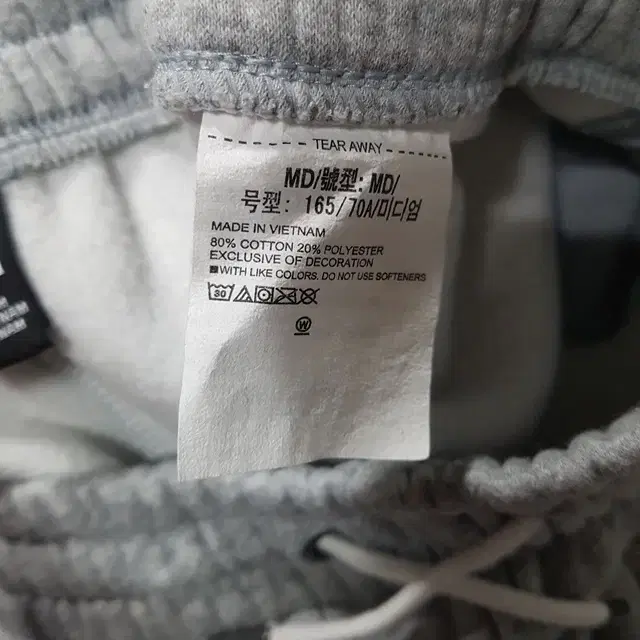 TEAR AWAY
MD/號型: MD/
号型: 165/70A/미디엄
MADE IN VIETNAM
80% COTTON 20% POLYESTER
EXCLUSIVE OF DECORATION
WITH LIKE COLORS. DO NOT USE SOFTENERS
30
W